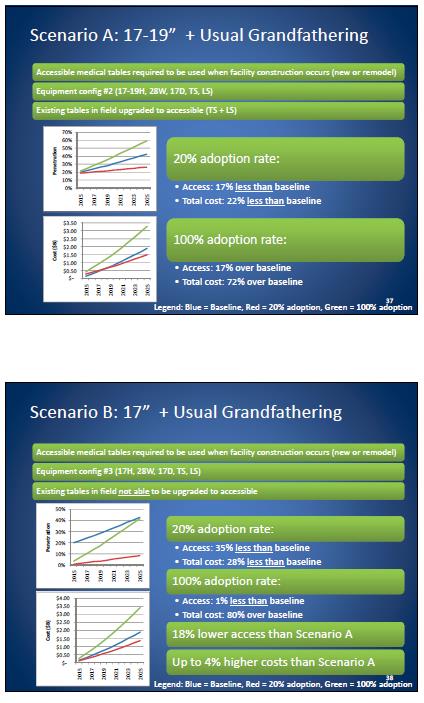 Scenario A: 17-19” + Usual Grandfathering
Accessible medical tables required to be used when facility construction occurs (new or remodel)
Equipment config #2 (17-19H, 28W, 17D, TS, LS)
Existing tables in field upgraded to accessible (TS + LS)
70%
60%
50%
40%
30%
20%
10%
0%
Penetration
2015
2017
2019
2021
2023
2025
20% adoption rate:
• Access: 17% less than baseline
• Total cost: 22% less than baseline
$3.50
$3.00
$2.50
$2.00
$1.50
$1.00
$0.50
$-
Cost ($B)
2015
2017
2019
2021
2023
2025
100% adoption rate:
• Access: 17% over baseline
• Total cost: 72% over baseline
37
Legend: Blue = Baseline, Red = 20% adoption, Green = 100% adoption
Scenario B: 17” + Usual Grandfathering
Accessible medical tables required to be used when facility construction occurs (new or remodel)
Equipment config #3 (17H, 28W, 17D, TS, LS)
Existing tables in field not able to be upgraded to accessible
50%
40%
30%
20%
10%
0%
Penetration
2015
2017
2019
2021
2023
2025
20% adoption rate:
• Access: 35% less than baseline
• Total cost: 28% less than baseline
100% adoption rate:
• Access: 1% less than baseline
• Total cost: 80% over baseline
$4.00
$3.50
$3.00
$2.50
$2.00
$1.50
$1.00
$0.50
$-
Cost ($B)
2015
2017
2019
2021
2023
2025
18% lower access than Scenario A
Up to 4% higher costs than Scenario A
38
Legend: Blue = Baseline, Red = 20% adoption, Green = 100% adoption